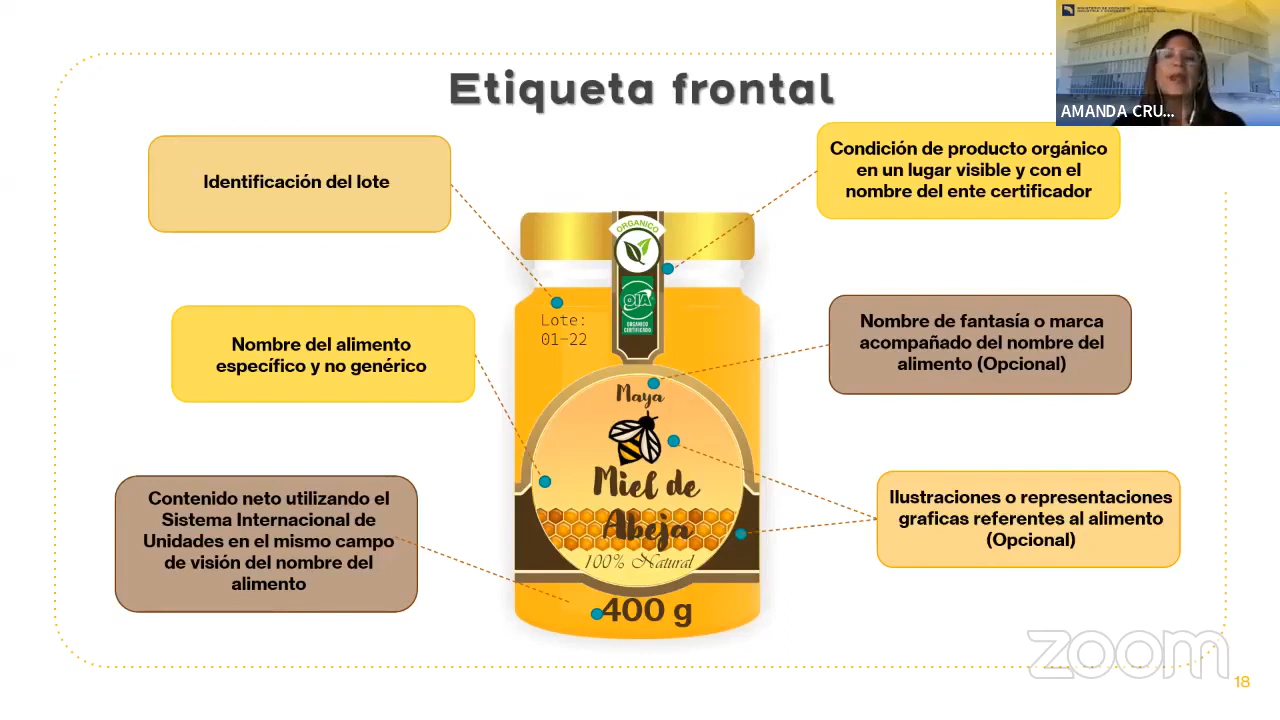 Etiqueta frontal
AMANDA CRU...
Identificación del lote
Condición de producto orgánico
en un lugar visible y con el
nombre del ente certificador
Nombre del alimento
específico y no genérico
Nombre de fantasía o marca
acompañado del nombre del
alimento (Opcional)
Contenido neto utilizando el
Sistema Internacional de
Unidades en el mismo campo
de visión del nombre del
alimento
Ilustraciones o representaciones
graficas referentes al alimento
(Opcional)
ORGANICO
OIA
ORGANICO
CERTIFICADO
Lote:
01-22
Maya
Miel de
Abeja
100% Natural
400 g
zoom
18